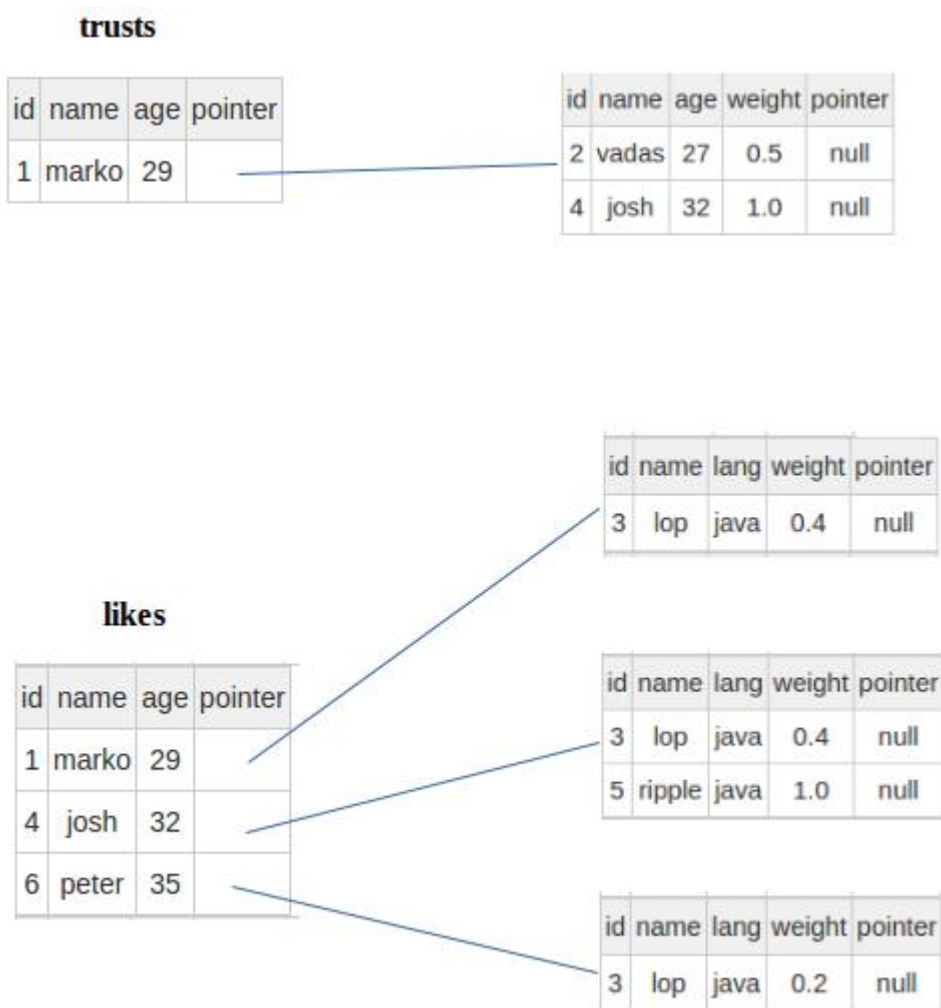 trusts
id name age pointer
1 marko 29
id name age weight pointer
2 vadas 27 0.5 null
4 josh 32 1.0 null
id name lang weight pointer
3 lop java 0.4 null
likes
id name age pointer
1 marko 29
4 josh 32
6 peter 35
id name lang weight pointer
3 lop java 0.4 null
5 ripple java 1.0 null
id name lang weight pointer
3 lop java 0.2 null